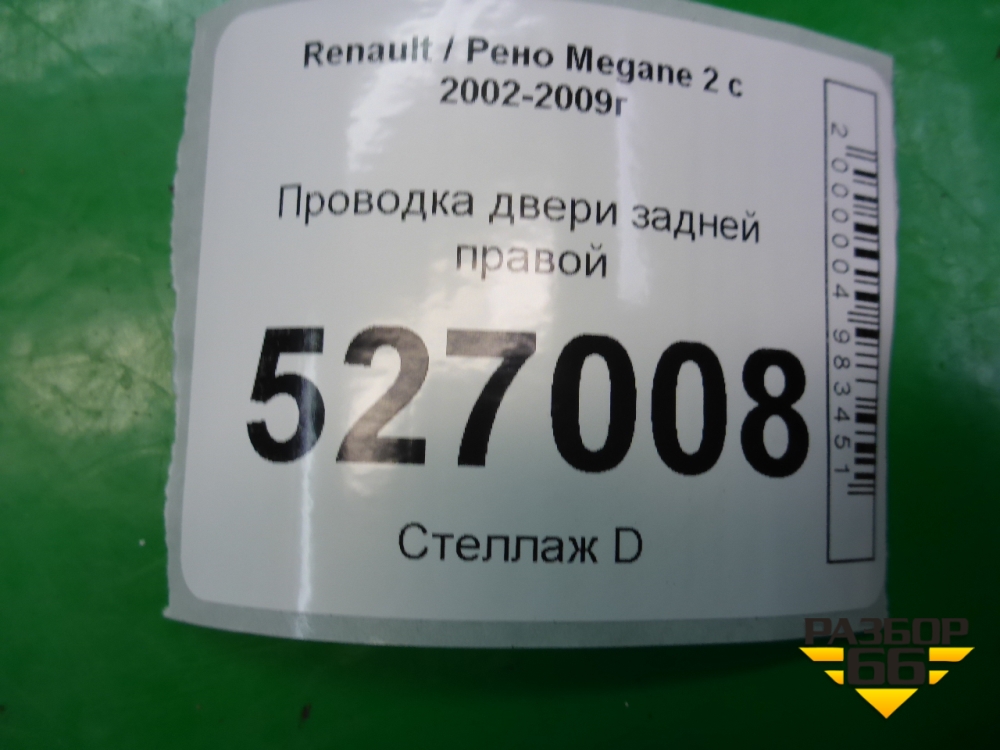 Renault / Рено Megane 2 с
2002-2009г
Проводка двери задней
правой
527008
Стеллаж D
2000004983451
РАЗБОР
66